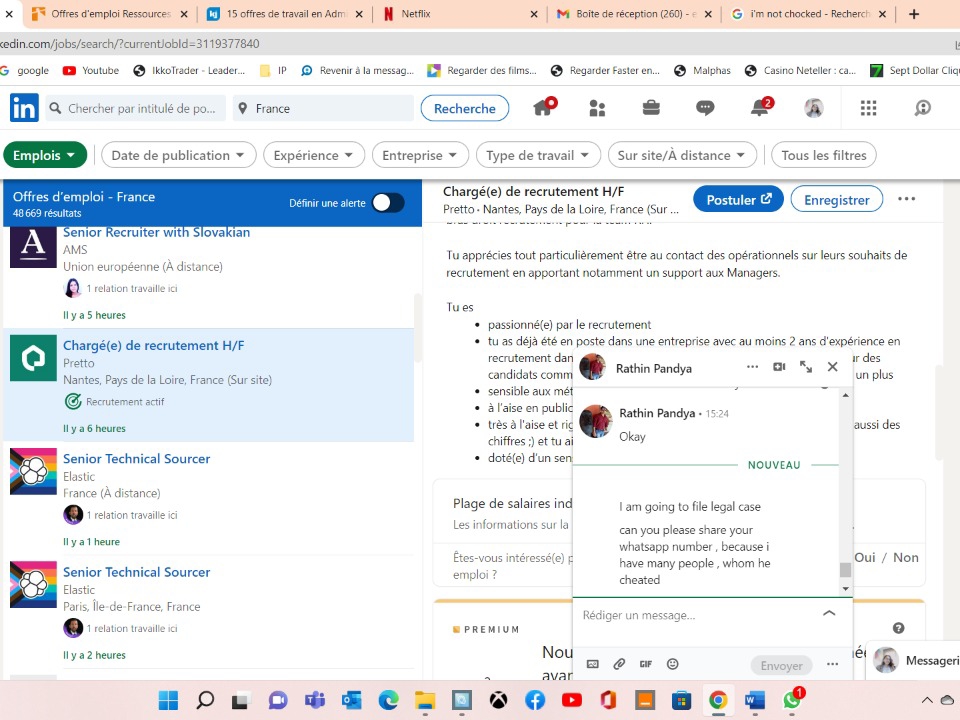 Offres d'emploi Ressources
15 offres de travail en Adm
Netflix
Boîte de réception (260) - e
i'm not chocked - Recherch
kedin.com/jobs/search/?currentJobId=3119377840
google
Youtube
IkkoTrader - Leader...
IP
Revenir à la messag...
Regarder des films...
Regarder Faster en...
Malphas
Casino Neteller : ca...
Sept Dollar Cliqu
in
Chercher par intitulé de po...
France
Recherche
2
Emplois
Date de publication
Expérience
Entreprise
Type de travail
Sur site/À distance
Tous les filtres
Offres d'emploi - France
48 669 résultats
Définir une alerte
Senior Recruiter with Slovakian
A
AMS
Union européenne (À distance)
1 relation travaille ici
Il y a 5 heures
Chargé(e) de recrutement H/F
Pretto
Nantes, Pays de la Loire, France (Sur site)
Recrutement actif
Il y a 6 heures
Senior Technical Sourcer
Elastic
France (À distance)
1 relation travaille ici
Il y a 1 heure
Senior Technical Sourcer
Elastic
Paris, Île-de-France, France
1 relation travaille ici
Il y a 2 heures
Chargé(e) de recrutement H/F
Pretto · Nantes, Pays de la Loire, France (Sur ...
Postuler
Enregistrer
Tu apprécies tout particulièrement être au contact des opérationnels sur leurs souhaits de
recrutement en apportant notamment un support aux Managers.
Tu es
passionné(e) par le recrutement
tu as déjà été en poste dans une entreprise avec au moins 2 ans d'expérience en
recrutement dan
ur des
candidats comm
un plus
sensible aux mét
à l'aise en public
très à l'aise et rig
aussi des
chiffres ;) et tu ai
doté(e) d'un sens
Plage de salaires ind
Les informations sur la
Êtes-vous intéressé(e) p
emploi ?
Oui / Non
PREMIUM
Nou
Rathin Pandya
Rathin Pandya • 15:24
Okay
NOUVEAU
I am going to file legal case
can you please share your
whatsapp number , because i
have many people , whom he
cheated
Rédiger un message...
GIF
Envoyer
Messageri
1